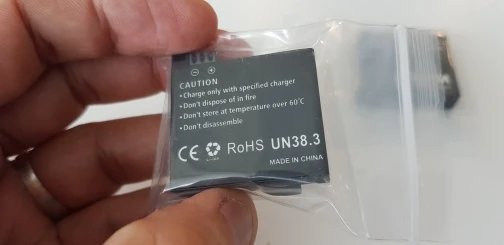 CAUTION
•Charge only with specified charger
•Don't dispose of in fire
•Don't store at temperature over 60℃
•Don't disassemble
CE RoHS UN38.3
MADE IN CHINA